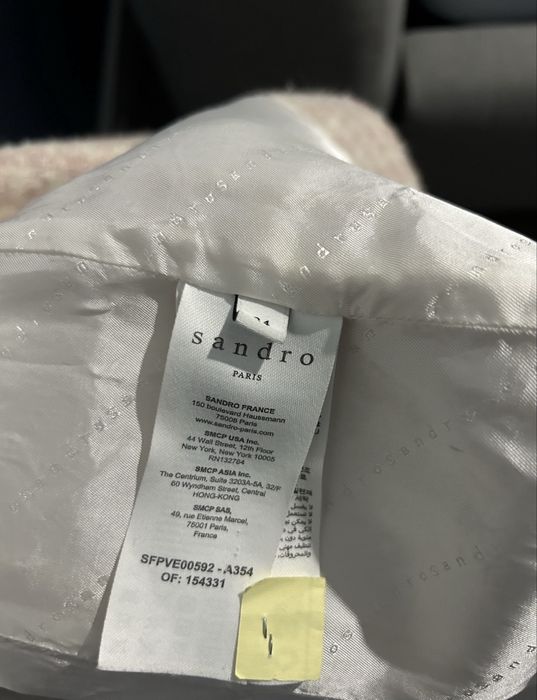 sandro
PARIS
SANDRO FRANCE
150 boulevard Haussmann
75008 Paris
www.sandro-paris.com
SMCP USA Inc.
44 Wall Street, 12th Floor
New York, New York 10005
RN132764
SMCP ASIA Inc.
The Centrium, Suite 3203A-5A, 32/F
60 Wyndham Street, Central
HONG-KONG
SMCP SAS,
49, rue Etienne Marcel,
75001 Paris,
France
SFPVE00592 - A354
OF: 154331